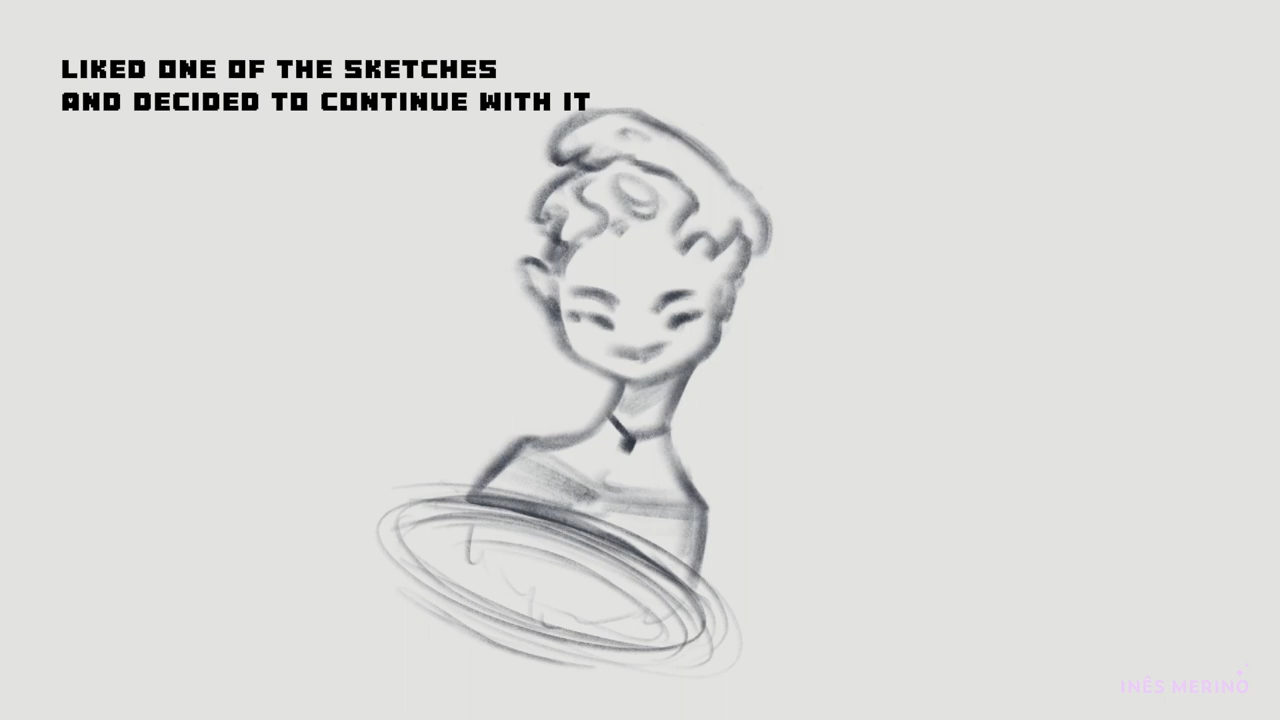 LIKED ONE OF THE SKETCHES
AND DECIDED TO CONTINUE WITH IT
INÊS MERINO